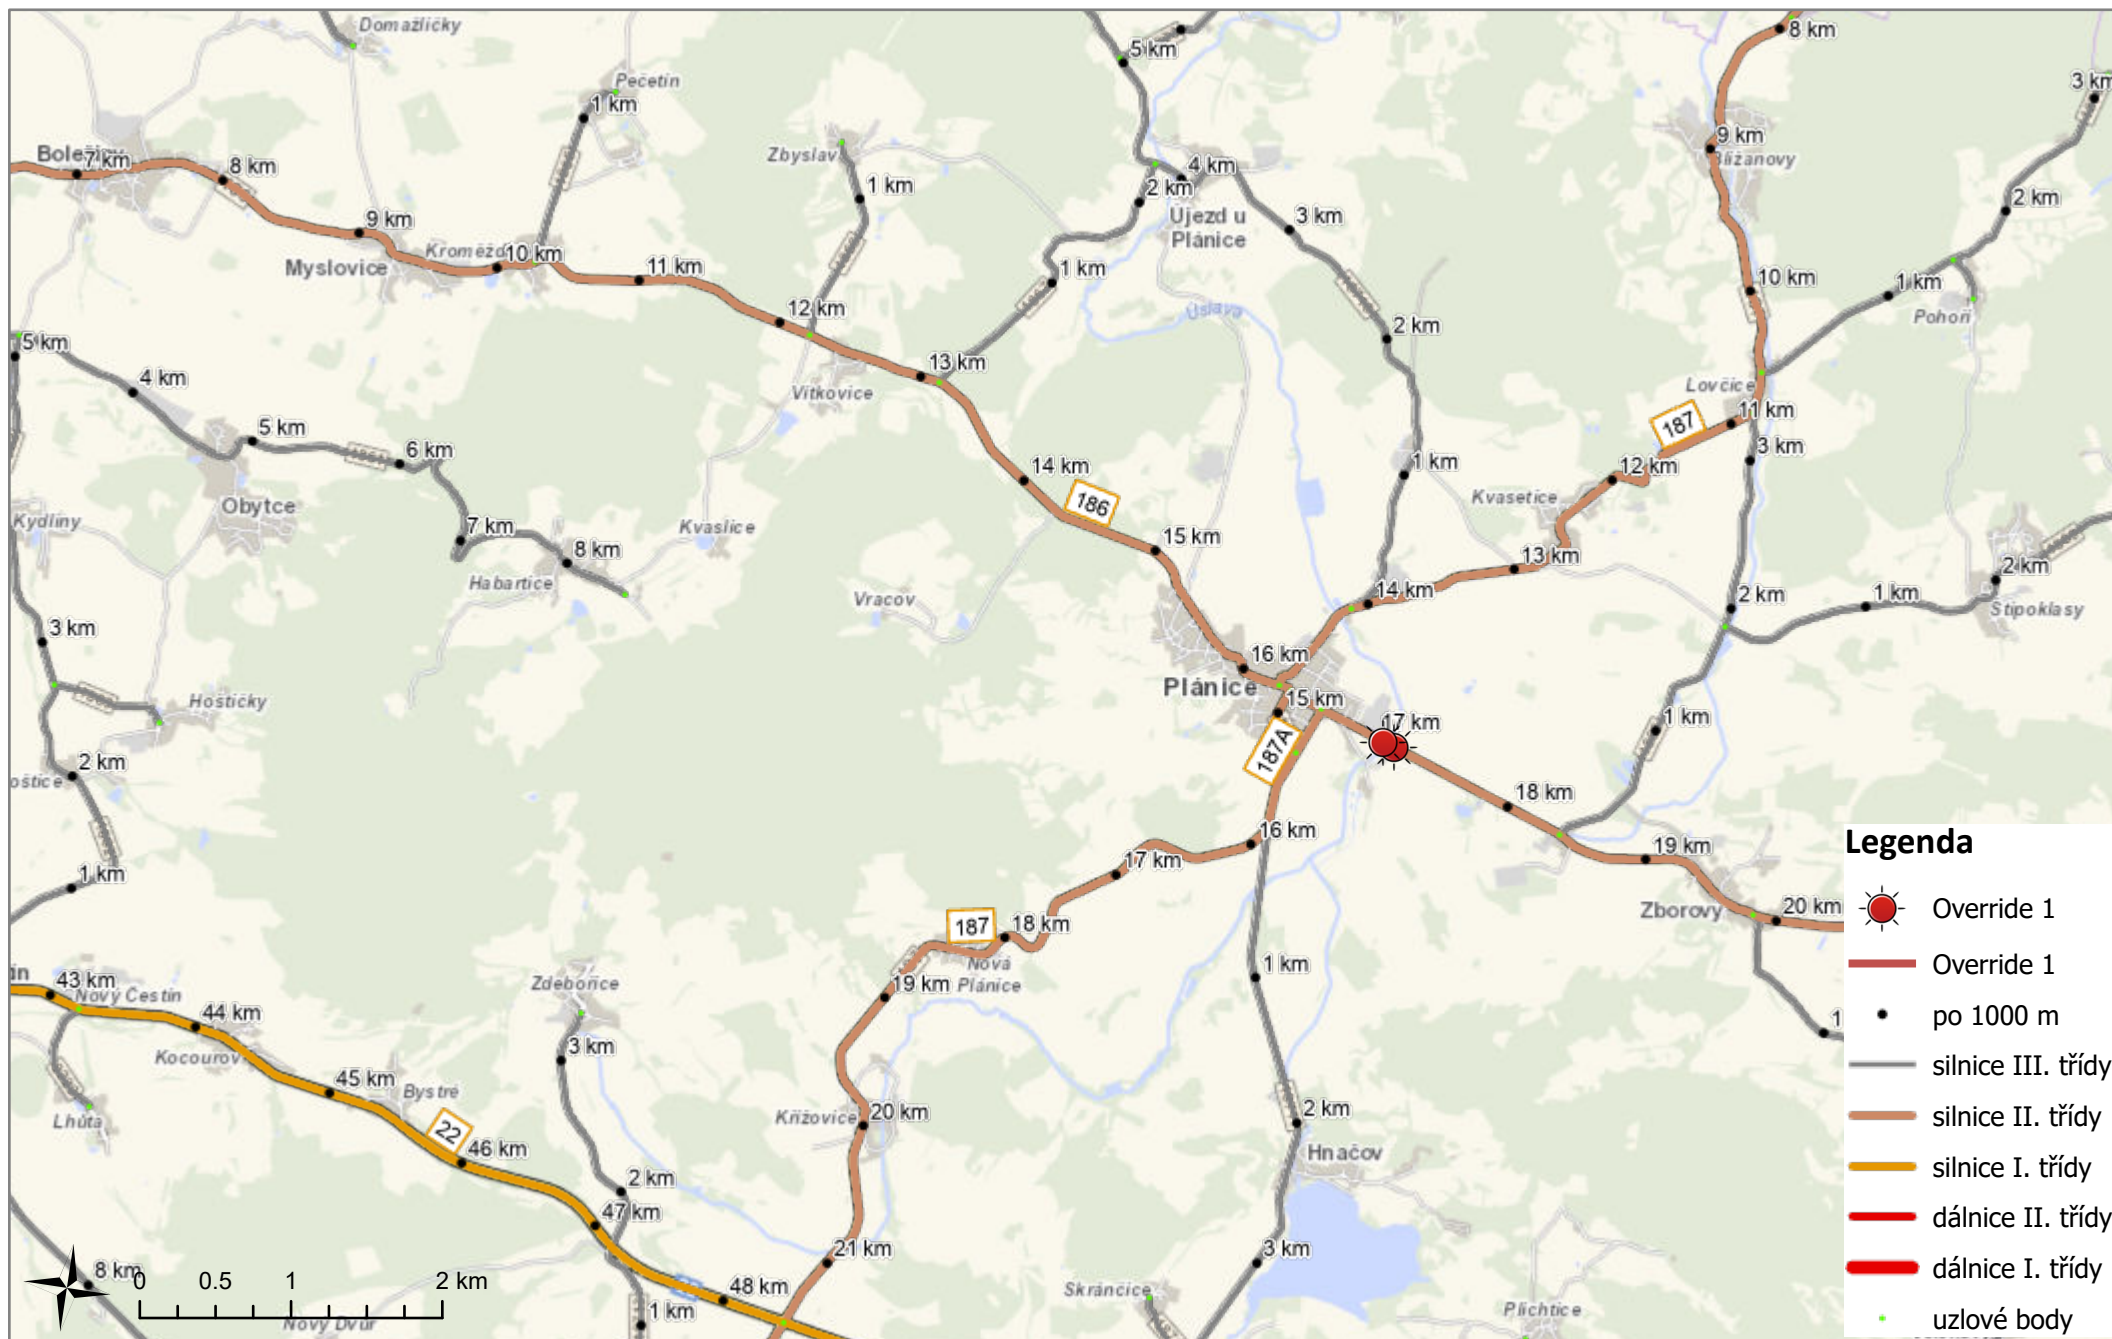 Domažličky
5 km
8 km
Pečetín
1 km
3 km
Bolešiny
7 km
8 km
Zbyslav
1 km
4 km
2 km
9 km
Bližanovy
2 km
9 km
Myslovice
10 km
11 km
Újezd u
Plánice
3 km
1 km
10 km
1 km
Pohoří
Úslava
12 km
2 km
5 km
4 km
13 km
Vítkovice
Lovčice
11 km
187
3 km
5 km
6 km
Obytce
14 km
186
1 km
12 km
Kvasetice
Kydliny
7 km
Kvaslice
15 km
8 km
Habartice
13 km
2 km
Vracov
14 km
2 km
1 km
Štipoklasy
3 km
16 km
Plánice
15 km
Hoštičky
17 km
1 km
187A
2 km
18 km
16 km
17 km
19 km
1 km
187
18 km
Zborovy
20 km
Nová
Plánice
1 km
19 km
43 km
Nový Čestín
44 km
Kocourov
Zdebořice
3 km
45 km
Bystré
22
46 km
Lhůta
Křížovice
20 km
2 km
Hnačov
2 km
47 km
21 km
3 km
48 km
Skránčice
Plichtice
1 km
8 km
Nový Dvůr
0 0.5 1 2 km
Legenda
Override 1
Override 1
po 1000 m
silnice III. třídy
silnice II. třídy
silnice I. třídy
dálnice II. třídy
dálnice I. třídy
uzlové body